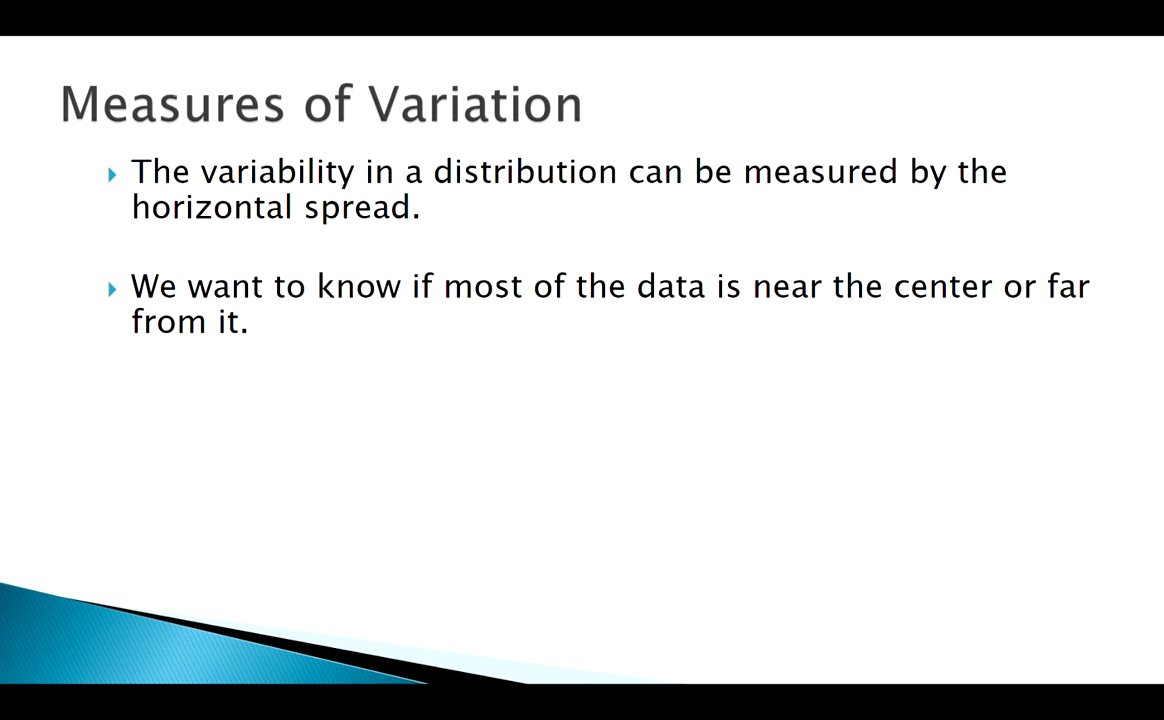 Measures of Variation
The variability in a distribution can be measured by the
horizontal spread.
We want to know if most of the data is near the center or far
from it.